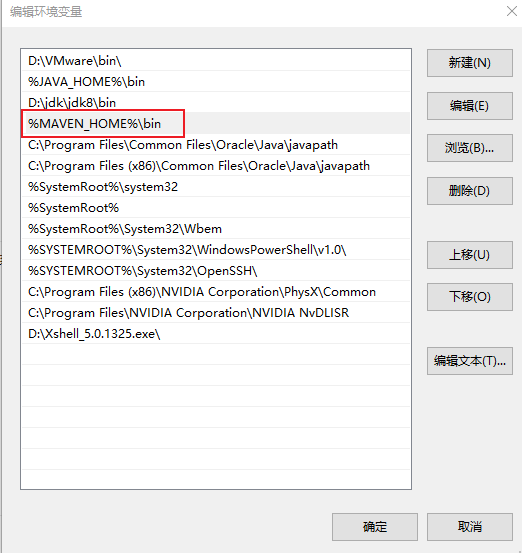 编辑环境变量
D:\VMware\bin\
%JAVA_HOME%\bin
D:\jdk\jdk8\bin
%MAVEN_HOME%\bin
C:\Program Files\Common Files\Oracle\Java\javapath
C:\Program Files (x86)\Common Files\Oracle\Java\javapath
%SystemRoot%\system32
%SystemRoot%
%SystemRoot%\System32\Wbem
%SYSTEMROOT%\System32\WindowsPowerShell\v1.0\
%SYSTEMROOT%\System32\OpenSSH\
C:\Program Files (x86)\NVIDIA Corporation\PhysX\Common
C:\Program Files\NVIDIA Corporation\NVIDIA NvDLISR
D:\Xshell_5.0.1325.exe\
新建(N)
编辑(E)
浏览(B)...
删除(D)
上移(U)
下移(O)
编辑文本(T)...
确定
取消